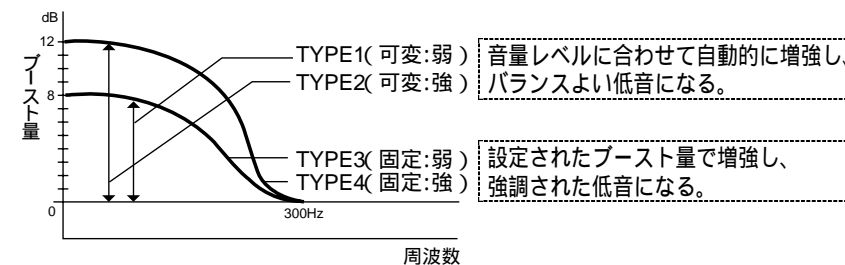 dB
12
8
0
ブースト量
TYPE1( 可変:弱 )
TYPE2( 可変:強 )
音量レベルに合わせて自動的に増強し、
バランスよい低音になる。
TYPE3( 固定:弱 )
TYPE4( 固定:強 )
設定されたブースト量で増強し、
強調された低音になる。
300Hz
周波数